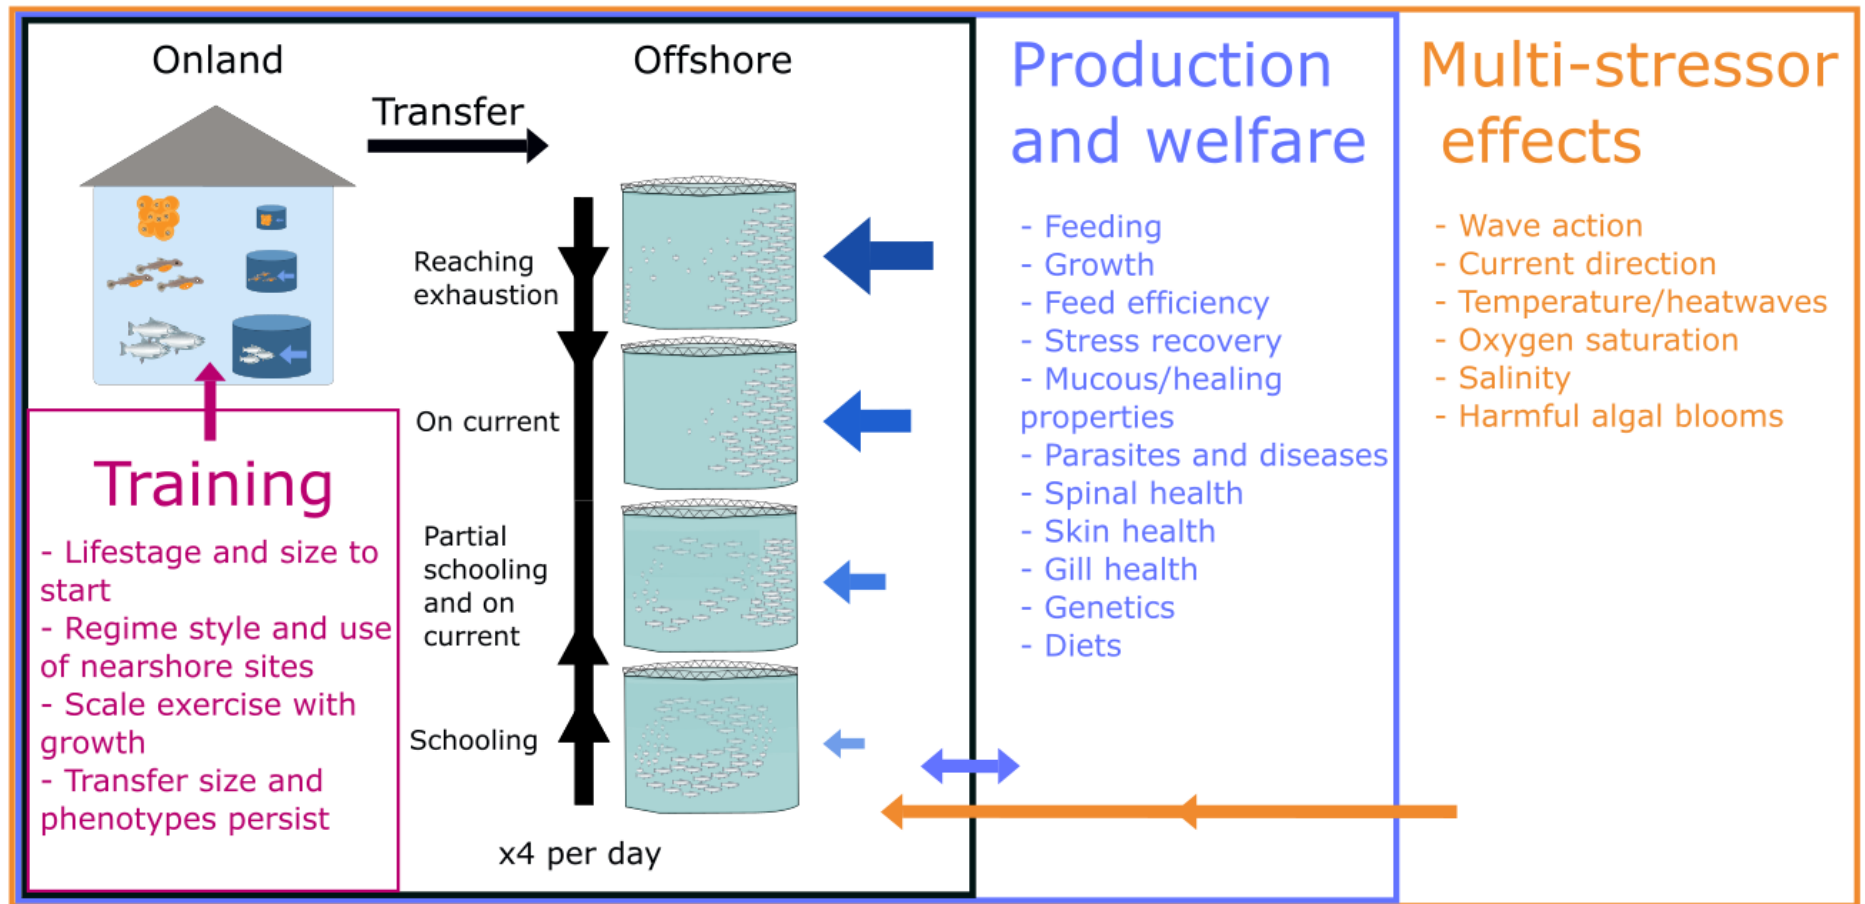 Onland
Transfer
Offshore
Reaching
exhaustion
On current
Partial
schooling
and on
current
Schooling
x4 per day
Training
- Lifestage and size to
start
- Regime style and use
of nearshore sites
- Scale exercise with
growth
- Transfer size and
phenotypes persist
Production
and welfare
- Feeding
- Growth
- Feed efficiency
- Stress recovery
- Mucous/healing
properties
- Parasites and diseases
- Spinal health
- Skin health
- Gill health
- Genetics
- Diets
Multi-stressor
effects
- Wave action
- Current direction
- Temperature/heatwaves
- Oxygen saturation
- Salinity
- Harmful algal blooms